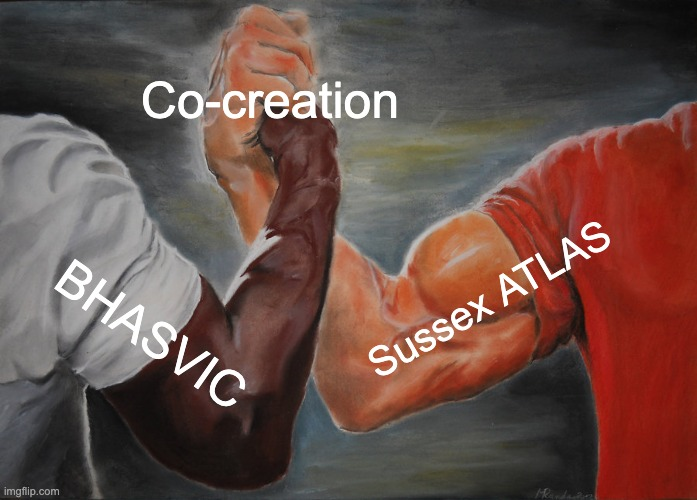 Co-creation
BHASVIC
Sussex ATLAS
imgflip.com